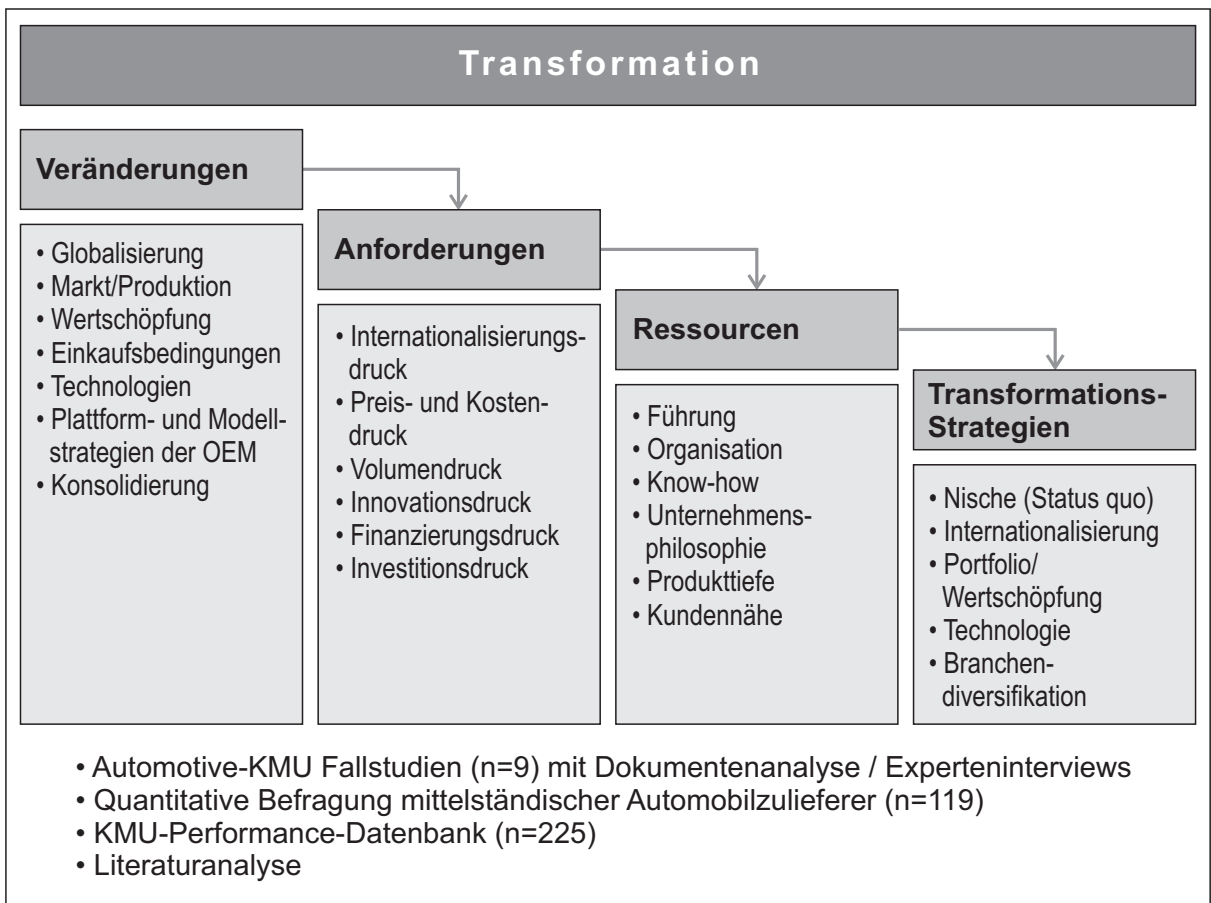 Transformation
Veränderungen
• Globalisierung
• Markt/Produktion
• Wertschöpfung
• Einkaufsbedingungen
• Technologien
• Plattform- und Modell-
strategien der OEM
• Konsolidierung
Anforderungen
• Internationalisierungs-
druck
• Preis- und Kosten-
druck
• Volumendruck
• Innovationsdruck
• Finanzierungsdruck
• Investitionsdruck
Ressourcen
• Führung
• Organisation
• Know-how
• Unternehmens-
philosophie
• Produkttiefe
• Kundennähe
Transformations-
Strategien
• Nische (Status quo)
• Internationalisierung
• Portfolio/
Wertschöpfung
• Technologie
• Branchen-
diversifikation
• Automotive-KMU Fallstudien (n=9) mit Dokumentenanalyse / Experteninterviews
• Quantitative Befragung mittelständischer Automobilzulieferer (n=119)
• KMU-Performance-Datenbank (n=225)
• Literaturanalyse